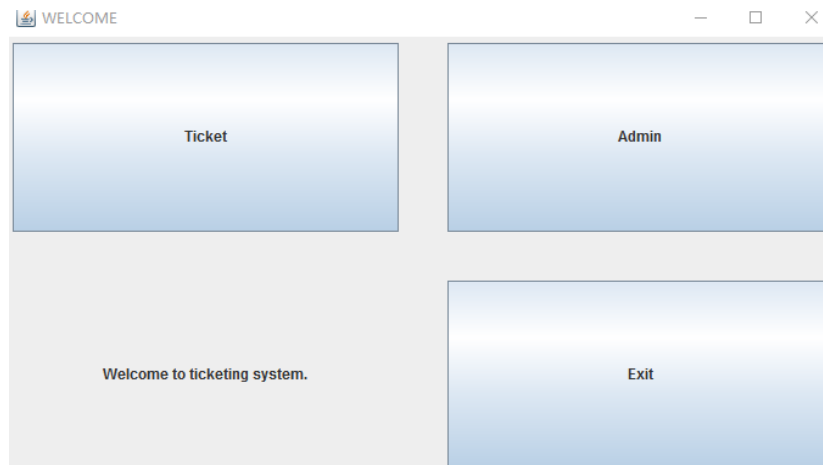 WELCOME
Ticket
Admin
Welcome to ticketing system.
Exit